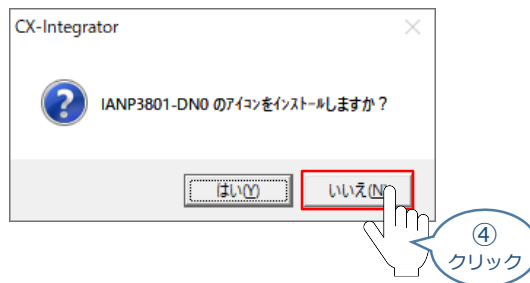 CX-Integrator
IANP3801-DN0 のアイコンをインストールしますか？
はい(Y)
いいえ(N)
④
クリック